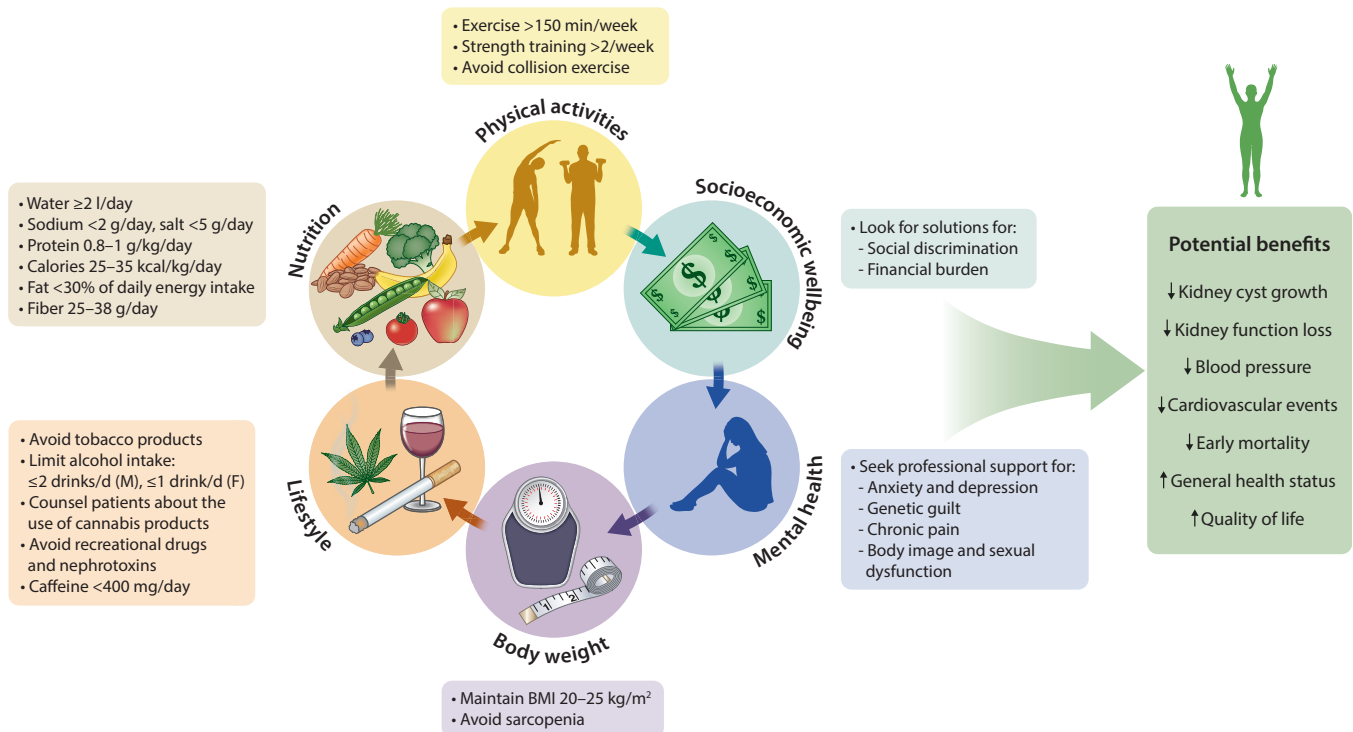 • Exercise >150 min/week
• Strength training >2/week
• Avoid collision exercise
Physical activities
• Water ≥2 l/day
• Sodium <2 g/day, salt <5 g/day
• Protein 0.8–1 g/kg/day
• Calories 25–35 kcal/kg/day
• Fat <30% of daily energy intake
• Fiber 25–38 g/day
Nutrition
Socioeconomic wellbeing
$ $ $
$ $
$ $
• Look for solutions for:
- Social discrimination
- Financial burden
• Avoid tobacco products
• Limit alcohol intake:
≤2 drinks/d (M), ≤1 drink/d (F)
• Counsel patients about the
use of cannabis products
• Avoid recreational drugs
and nephrotoxins
• Caffeine <400 mg/day
Lifestyle
Mental health
• Seek professional support for:
- Anxiety and depression
- Genetic guilt
- Chronic pain
- Body image and sexual
dysfunction
1 2
Body weight
• Maintain BMI 20–25 kg/m²
• Avoid sarcopenia
Potential benefits
↓ Kidney cyst growth
↓ Kidney function loss
↓ Blood pressure
↓ Cardiovascular events
↓ Early mortality
↑ General health status
↑ Quality of life